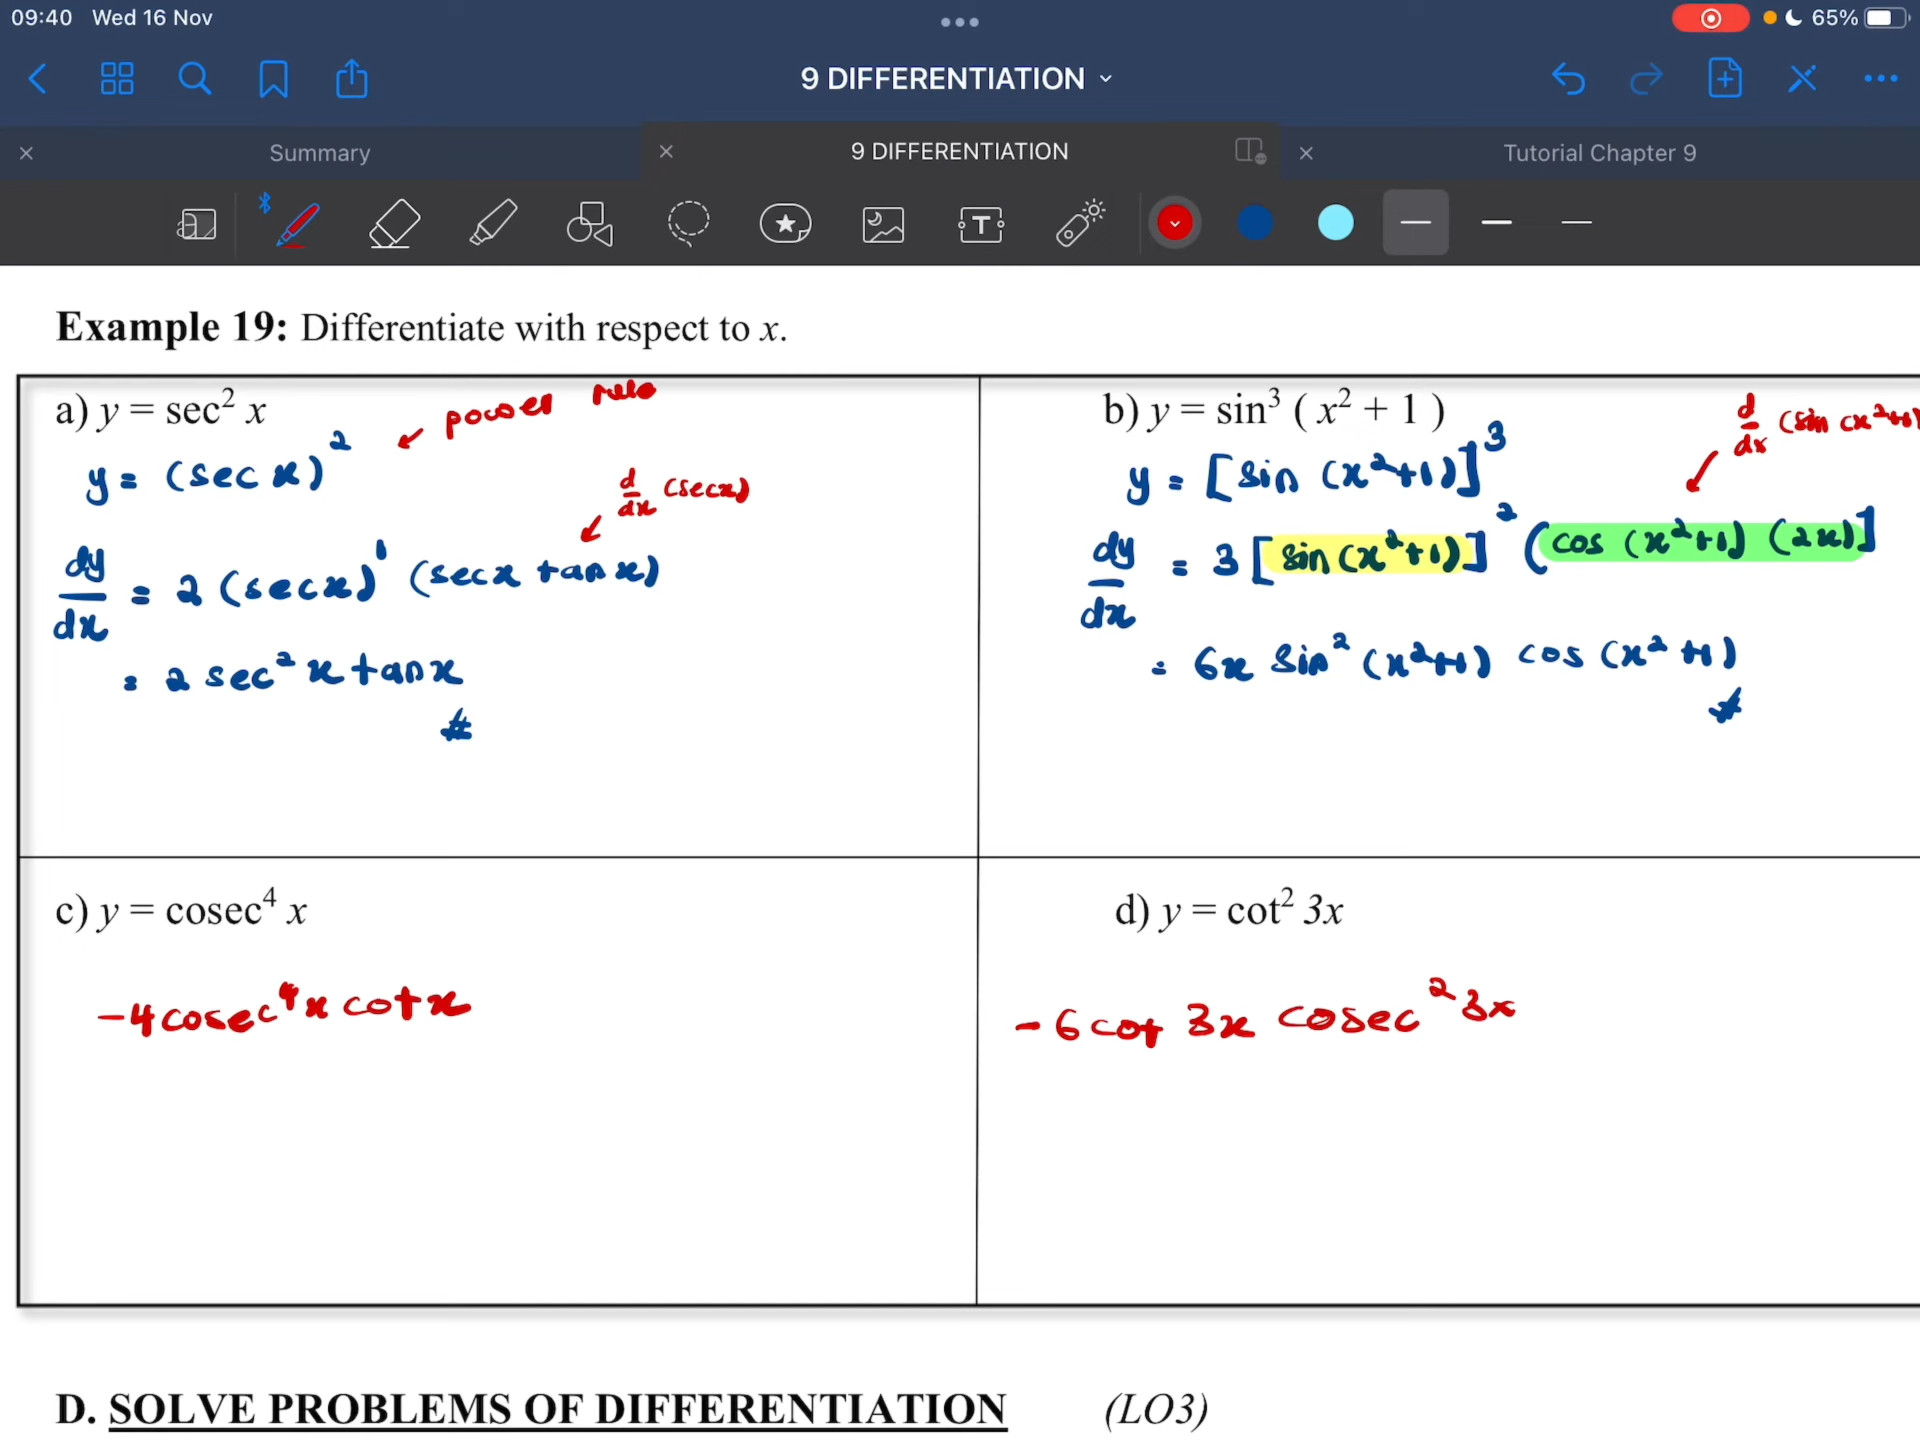 09:40 Wed 16 Nov
65%
9 DIFFERENTIATION
Summary
9 DIFFERENTIATION
Tutorial Chapter 9
T
Example 19: Differentiate with respect to x.
a) y = sec² x
power rule
y = (sec x)²
d/dx (sec x)
dy/dx = 2 (sec x)¹ (sec x tan x)
= 2 sec² x tan x
#
b) y = sin³ ( x² + 1 )
d/dx (sin (x²+1)
y = [sin (x²+1)]³
dy/dx = 3 [sin (x²+1)]² (cos (x²+1) (2x)]
= 6x sin² (x²+1) cos (x²+1)
#
c) y = cosec⁴ x
-4 cosec⁴ x cot x
d) y = cot² 3x
-6 cot 3x cosec² 3x
D. SOLVE PROBLEMS OF DIFFERENTIATION (LO3)